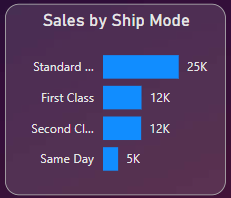 Sales by Ship Mode
Standard ... 25K
First Class 12K
Second Cl... 12K
Same Day 5K